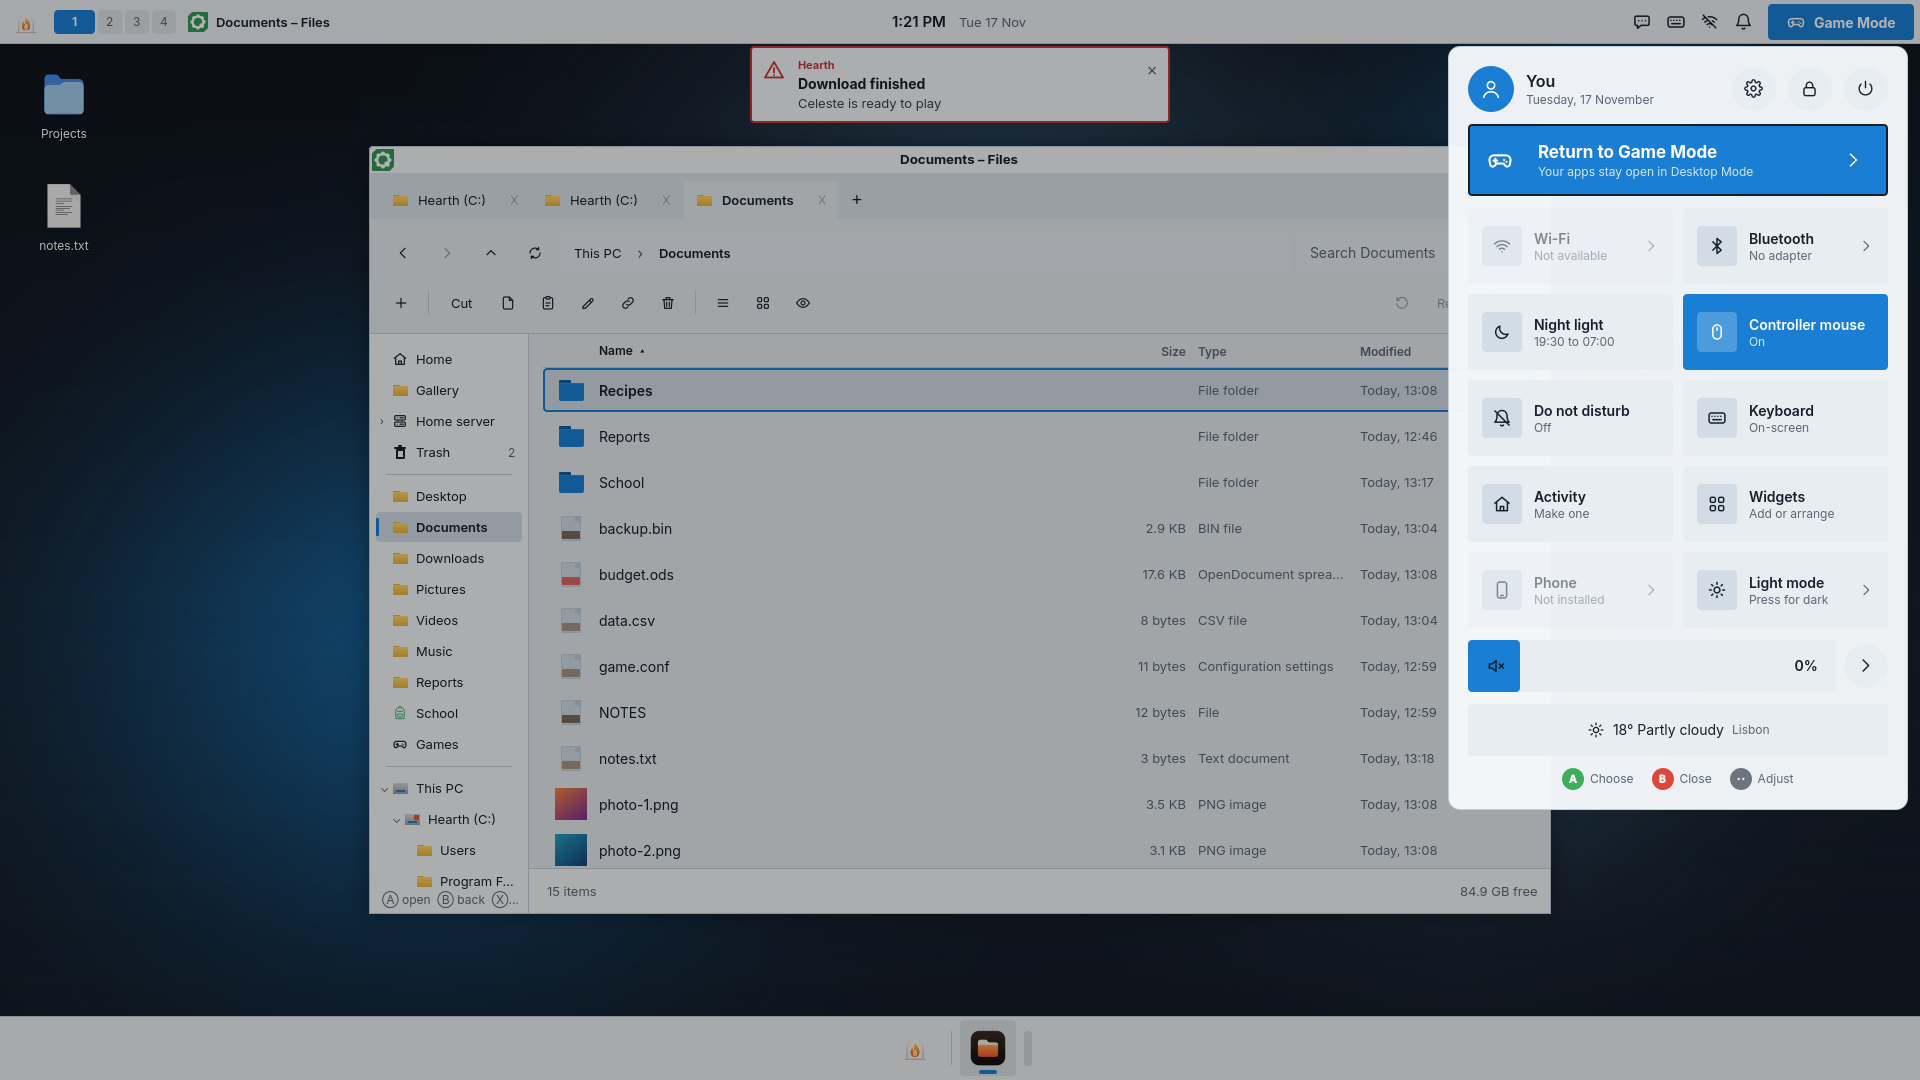 1 2 3 4 Documents – Files
1:21 PM Tue 17 Nov
Game Mode
Projects
notes.txt
Hearth
Download finished
Celeste is ready to play
Documents – Files
Hearth (C:) X Hearth (C:) X Documents X +
This PC › Documents
Search Documents
Cut
Re
Home
Gallery
Home server
Trash 2
Desktop
Documents
Downloads
Pictures
Videos
Music
Reports
School
Games
This PC
Hearth (C:)
Users
Program F...
A open B back X...
Name Size Type Modified
Recipes File folder Today, 13:08
Reports File folder Today, 12:46
School File folder Today, 13:17
backup.bin 2.9 KB BIN file Today, 13:04
budget.ods 17.6 KB OpenDocument sprea... Today, 13:08
data.csv 8 bytes CSV file Today, 13:04
game.conf 11 bytes Configuration settings Today, 12:59
NOTES 12 bytes File Today, 12:59
notes.txt 3 bytes Text document Today, 13:18
photo-1.png 3.5 KB PNG image Today, 13:08
photo-2.png 3.1 KB PNG image Today, 13:08
15 items 84.9 GB free
You
Tuesday, 17 November
Return to Game Mode
Your apps stay open in Desktop Mode
Wi-Fi
Not available
Bluetooth
No adapter
Night light
19:30 to 07:00
Controller mouse
On
Do not disturb
Off
Keyboard
On-screen
Activity
Make one
Widgets
Add or arrange
Phone
Not installed
Light mode
Press for dark
0%
18° Partly cloudy Lisbon
A Choose B Close Adjust